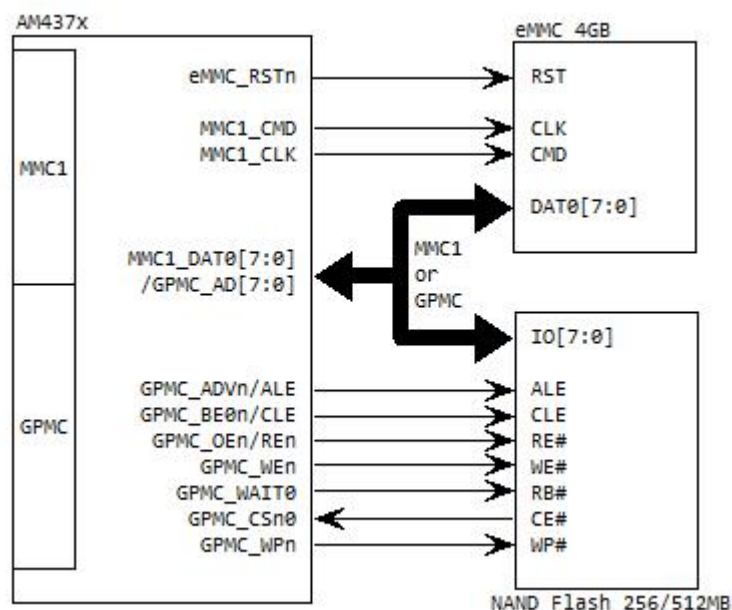 AM437x
eMMC 4GB
eMMC_RSTn
RST
MMC1_CMD
CLK
MMC1_CLK
CMD
MMC1
DAT0[7:0]
MMC1_DAT0[7:0]
/GPMC_AD[7:0]
MMC1
or
GPMC
IO[7:0]
GPMC_ADVn/ALE
ALE
GPMC_BE0n/CLE
CLE
GPMC
GPMC_OEn/REn
RE#
GPMC_WEn
WE#
GPMC_WAIT0
RB#
GPMC_CSn0
CE#
GPMC_WPn
WP#
NAND Flash 256/512MB